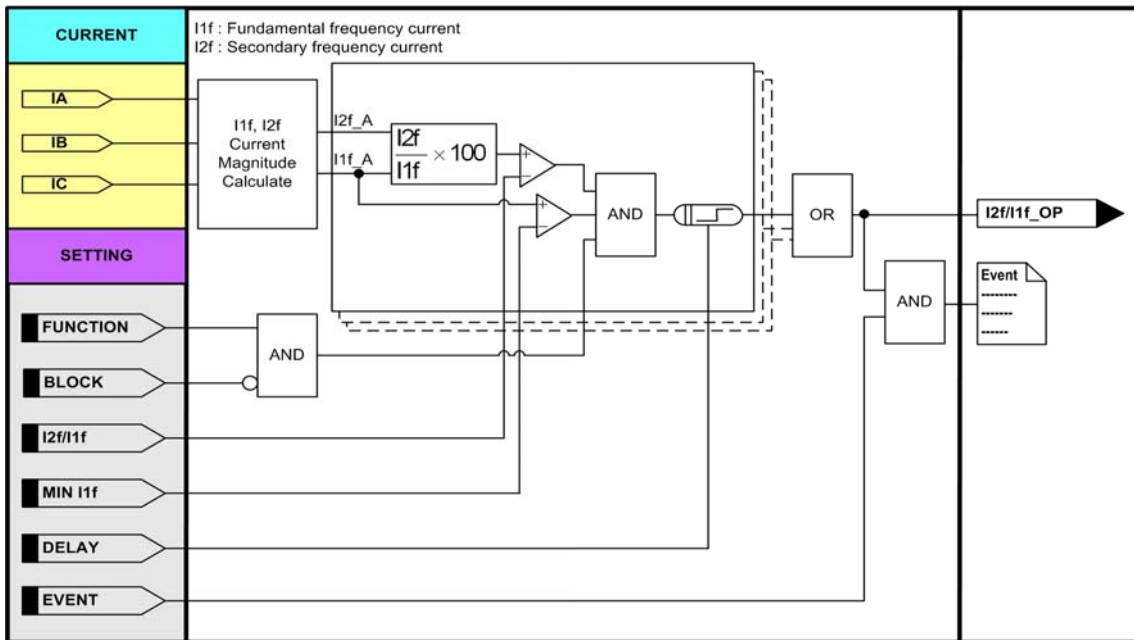 CURRENT
I1f : Fundamental frequency current
I2f : Secondary frequency current
IA
IB
IC
I1f, I2f
Current
Magnitude
Calculate
I2f_A
I1f_A
I2f
I1f
× 100
+
−
+
−
AND
OR
I2f/I1f_OP
SETTING
Event
--------
-------
------
AND
FUNCTION
AND
BLOCK
I2f/I1f
MIN I1f
DELAY
EVENT